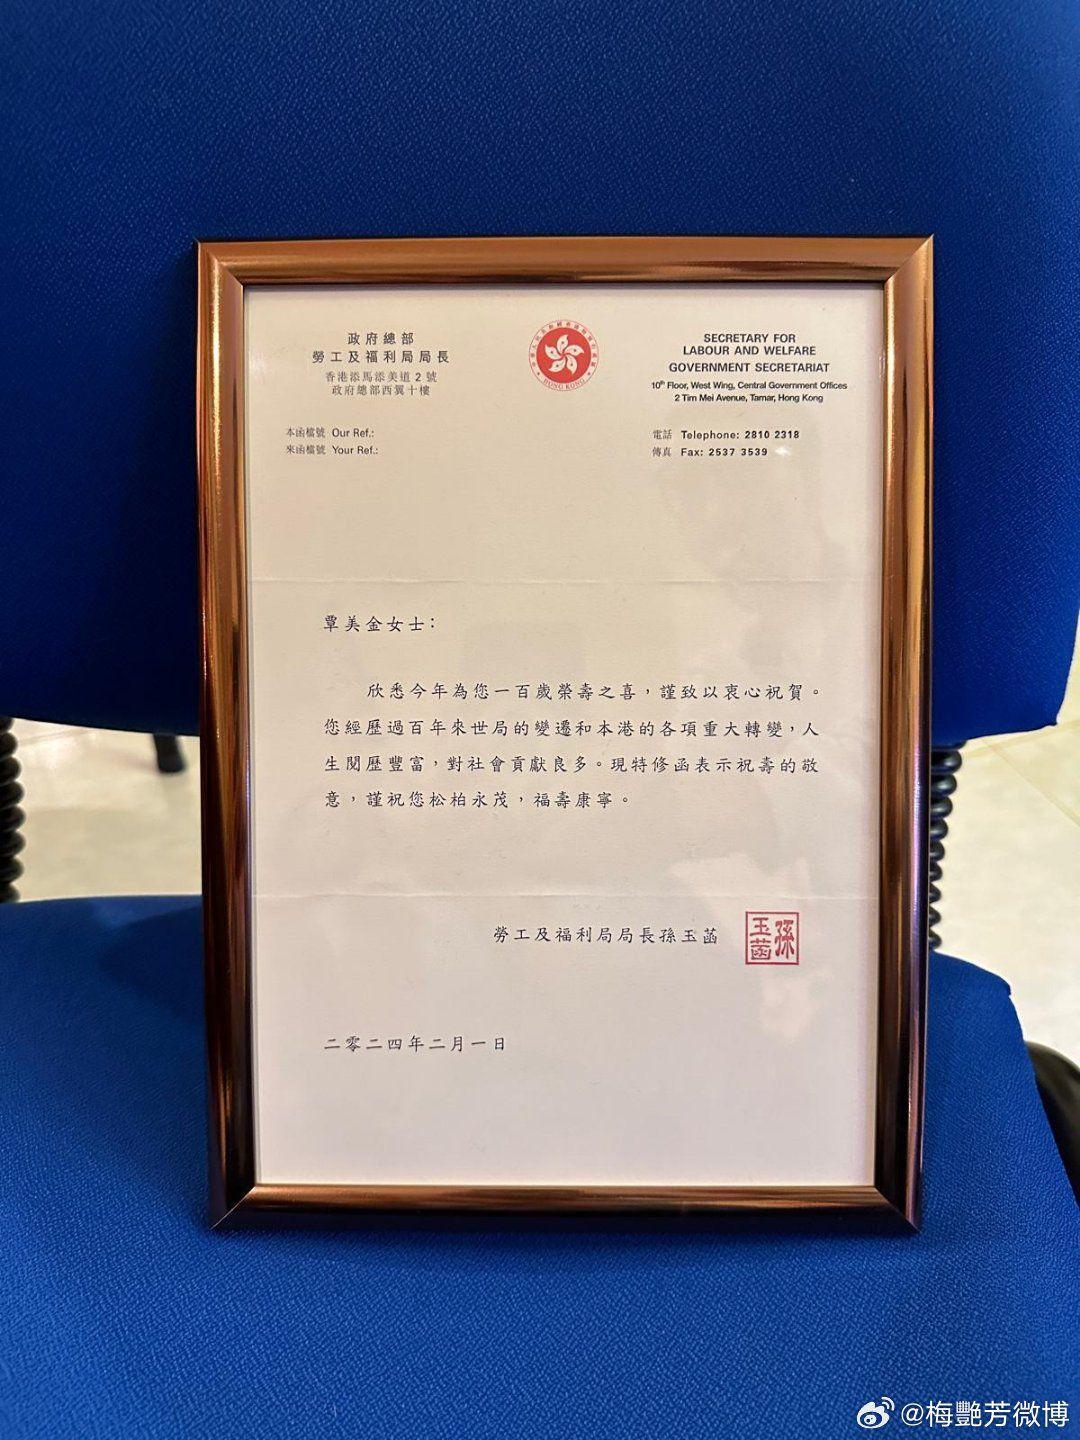 政府總部
勞工及福利局局長
香港添馬添美道2號
政府總部西翼十樓
HONG KONG
SECRETARY FOR
LABOUR AND WELFARE
GOVERNMENT SECRETARIAT
10th Floor, West Wing, Central Government Offices
2 Tim Mei Avenue, Tamar, Hong Kong
本函檔號 Our Ref.:
來函檔號 Your Ref.:
電話 Telephone: 2810 2318
傳真 Fax: 2537 3539
覃美金女士：
欣悉今年為您一百歲榮壽之喜，謹致以衷心祝賀。
您經歷過百年來世局的變遷和本港的各項重大轉變，人
生閱歷豐富，對社會貢獻良多。現特修函表示祝壽的敬
意，謹祝您松柏永茂，福壽康寧。
勞工及福利局局長孫玉菡
孫玉菡
二零二四年二月一日
@梅艷芳微博